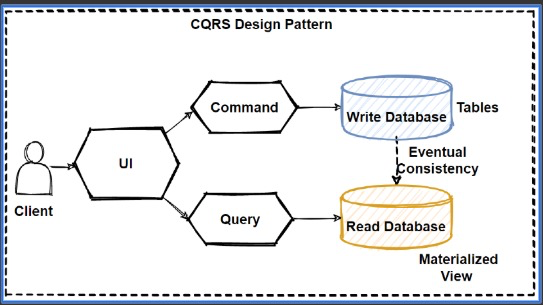 CQRS Design Pattern
Command
Write Database
Tables
UI
Eventual
Consistency
Client
Query
Read Database
Materialized
View